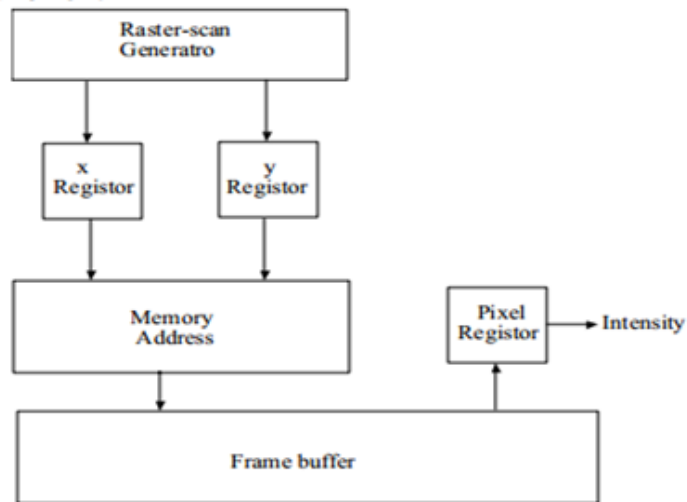 Raster-scan
Generatro
x
Registor
y
Registor
Memory
Address
Pixel
Registor
Intensity
Frame buffer